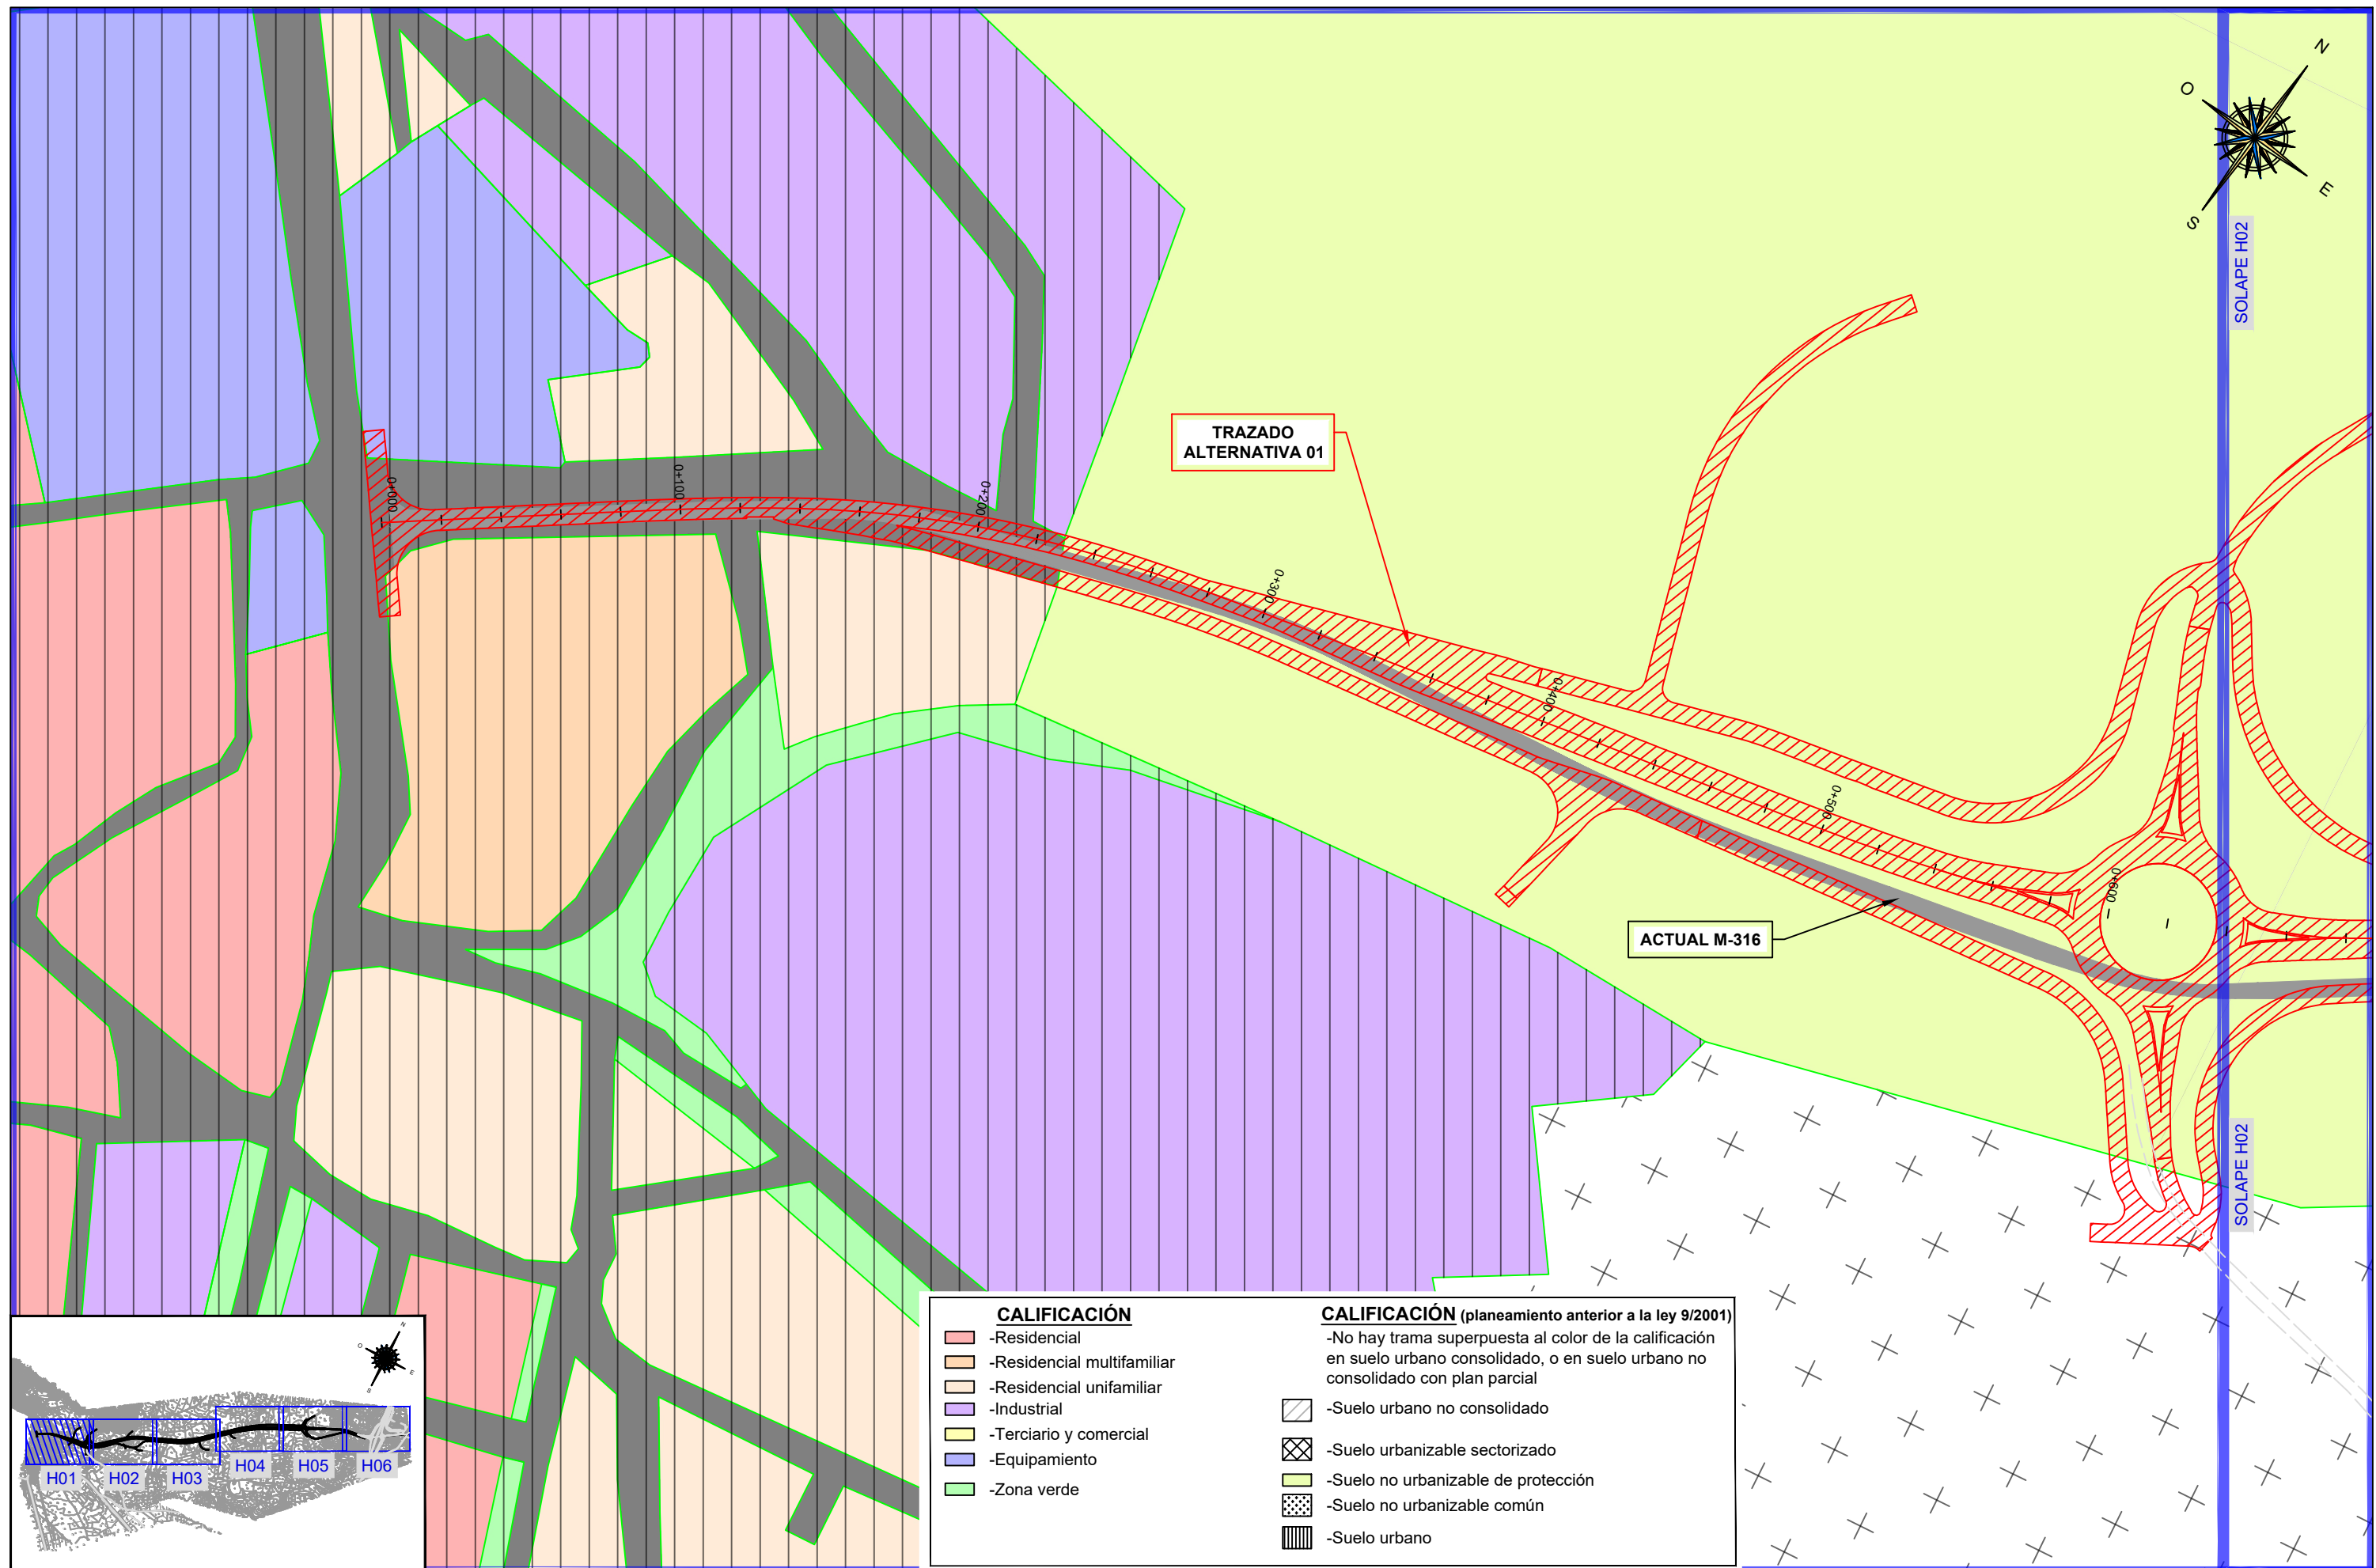 N
O
E
S
SOLAPE H02
TRAZADO
ALTERNATIVA 01
0+000
0+100
0+200
0+300
0+400
0+500
0+600
ACTUAL M-316
SOLAPE H02
CALIFICACIÓN
-Residencial
-Residencial multifamiliar
-Residencial unifamiliar
-Industrial
-Terciario y comercial
-Equipamiento
-Zona verde
CALIFICACIÓN (planeamiento anterior a la ley 9/2001)
-No hay trama superpuesta al color de la calificación
en suelo urbano consolidado, o en suelo urbano no
consolidado con plan parcial
-Suelo urbano no consolidado
-Suelo urbanizable sectorizado
-Suelo no urbanizable de protección
-Suelo no urbanizable común
-Suelo urbano
N
O
E
S
H01
H02
H03
H04
H05
H06